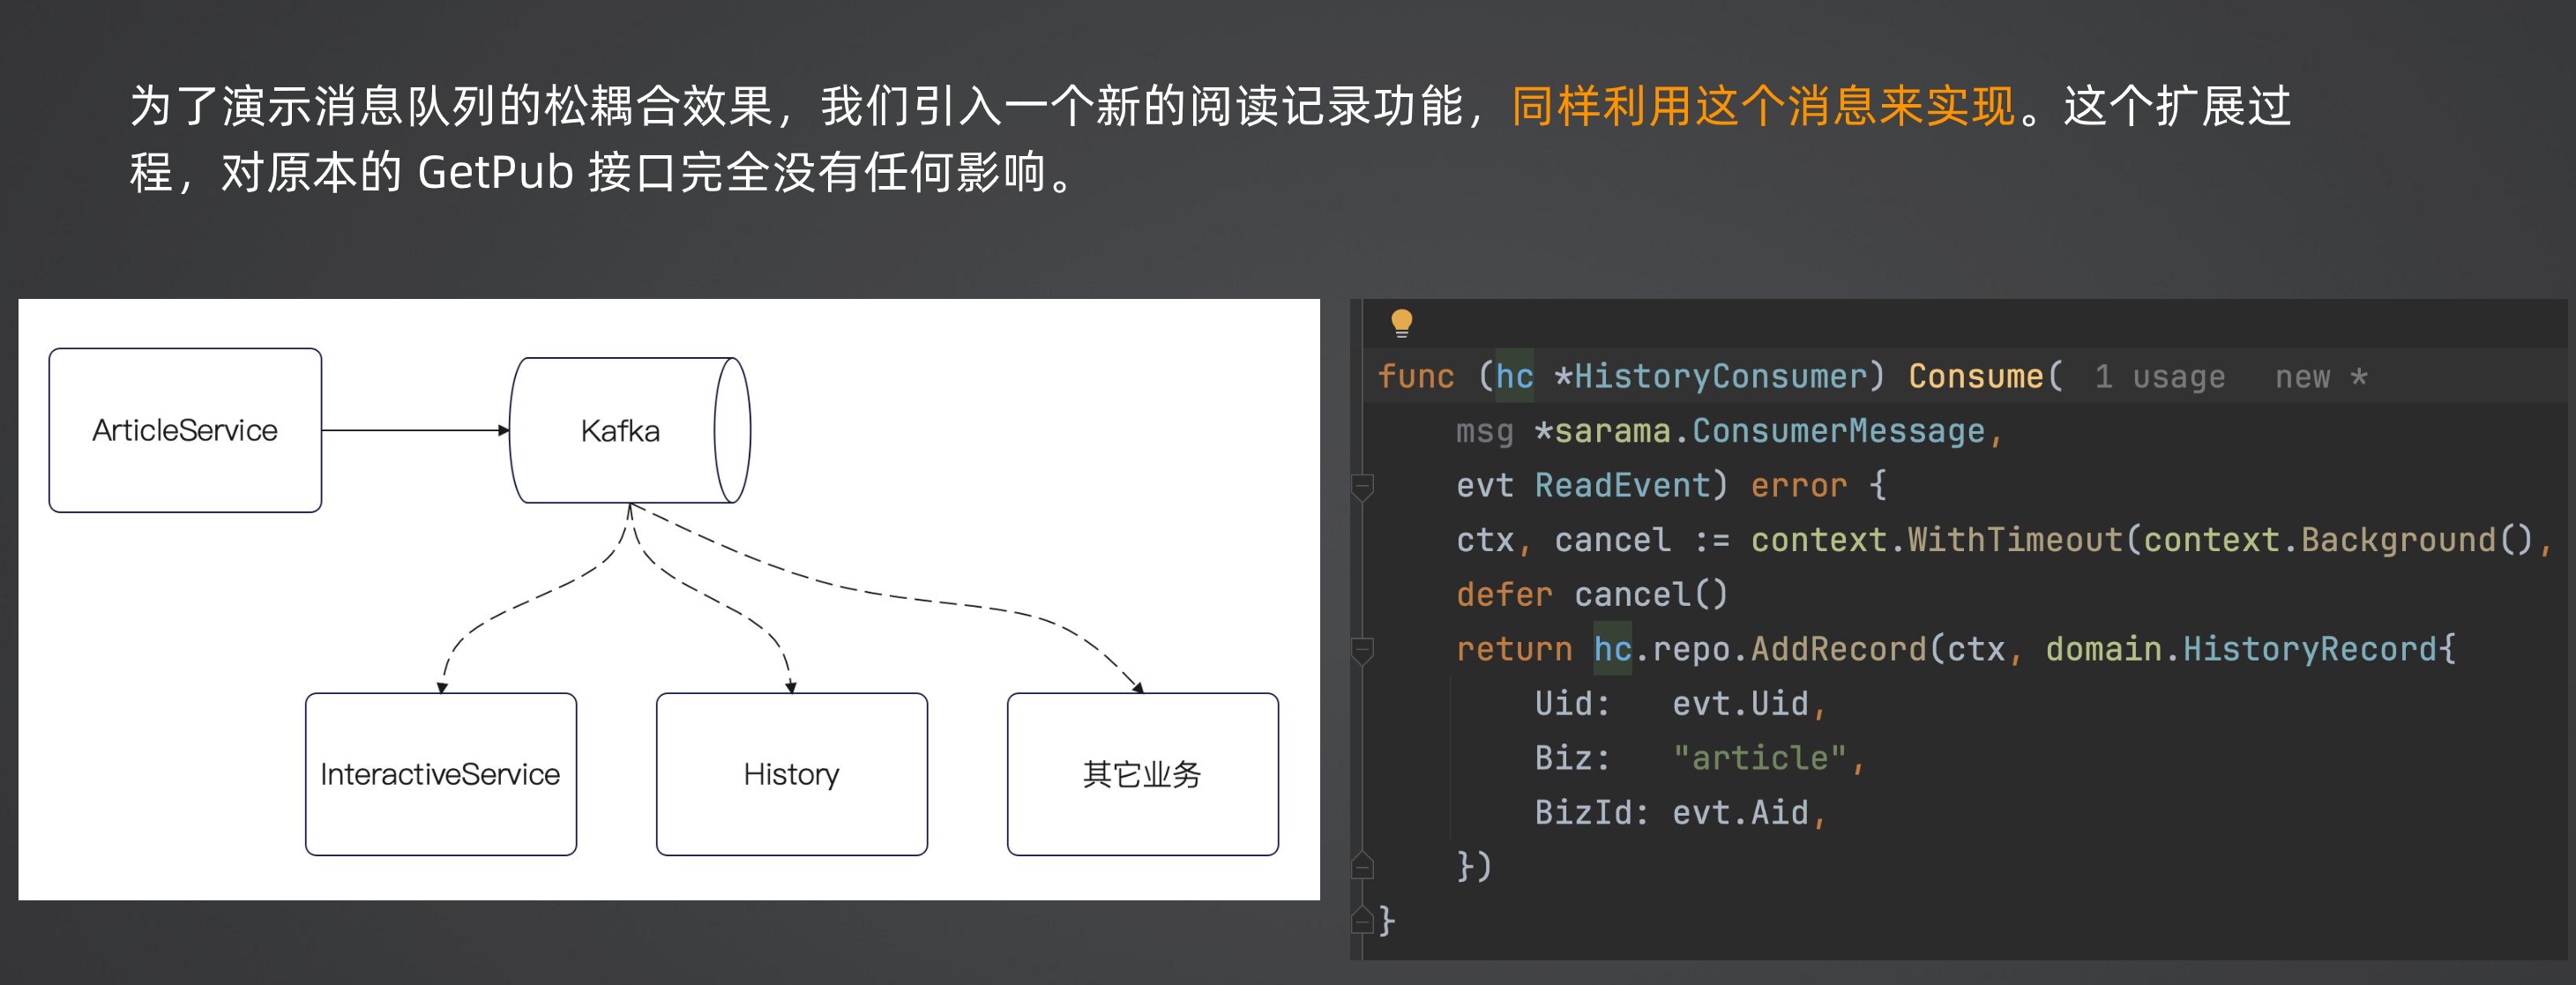 为了演示消息队列的松耦合效果，我们引入一个新的阅读记录功能，同样利用这个消息来实现。这个扩展过
程，对原本的 GetPub 接口完全没有任何影响。
ArticleService
Kafka
InteractiveService
History
其它业务
func (hc *HistoryConsumer) Consume( 1 usage new *
    msg *sarama.ConsumerMessage,
    evt ReadEvent) error {
    ctx, cancel := context.WithTimeout(context.Background(),
    defer cancel()
    return hc.repo.AddRecord(ctx, domain.HistoryRecord{
        Uid:   evt.Uid,
        Biz:   "article",
        BizId: evt.Aid,
    })
}